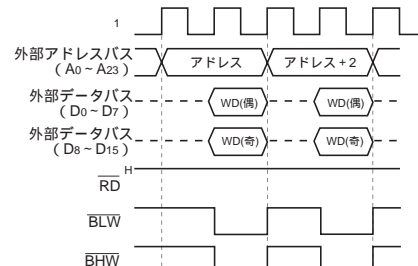 1
外部アドレスバス
(A0~A23)
アドレス
アドレス+2
外部データバス
(D0~D7)
WD(偶)
WD(偶)
外部データバス
(D8~D15)
WD(奇)
WD(奇)
H
RD
BLW
BHW